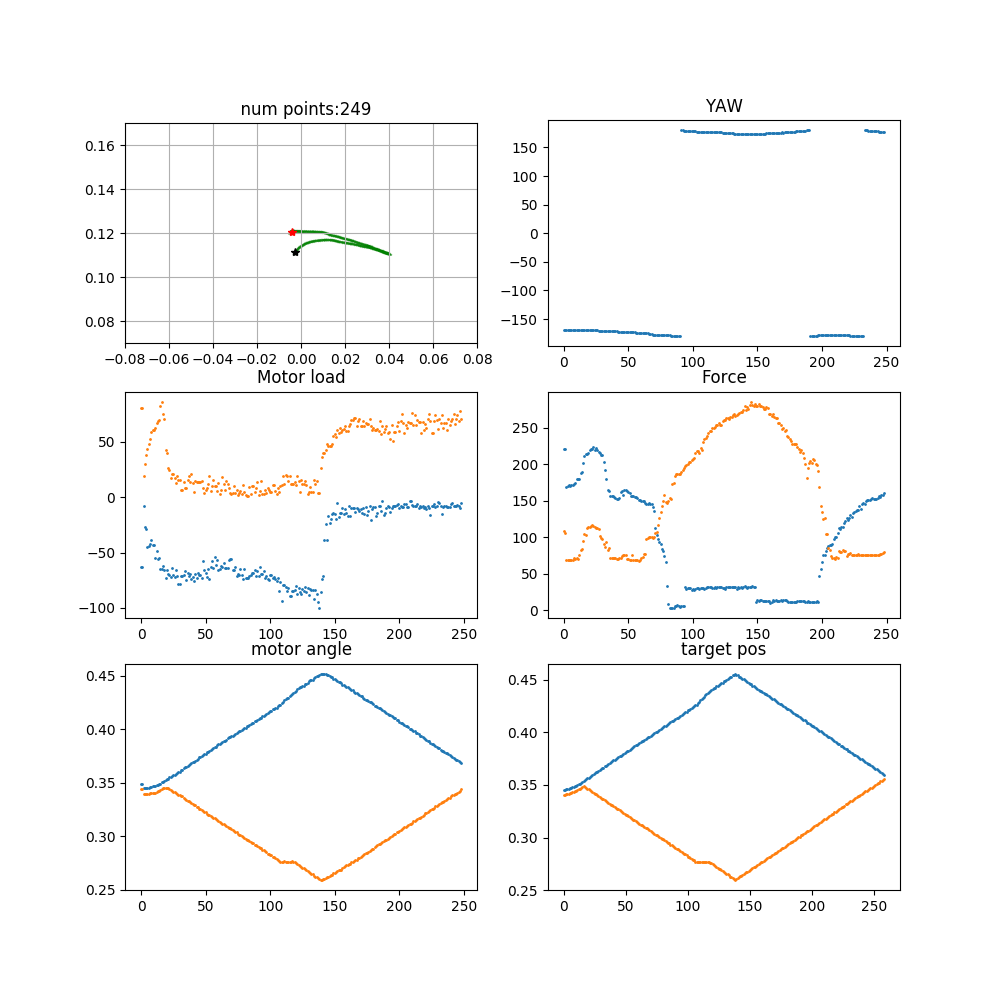 num points:249
0.16
0.14
0.12
0.10
0.08
−0.08 −0.06 −0.04 −0.02 0.00 0.02 0.04 0.06 0.08
YAW
150
100
50
0
−50
−100
−150
0 50 100 150 200 250
Motor load
50
0
−50
−100
0 50 100 150 200 250
Force
250
200
150
100
50
0
0 50 100 150 200 250
motor angle
0.45
0.40
0.35
0.30
0.25
0 50 100 150 200 250
target pos
0.45
0.40
0.35
0.30
0.25
0 50 100 150 200 250